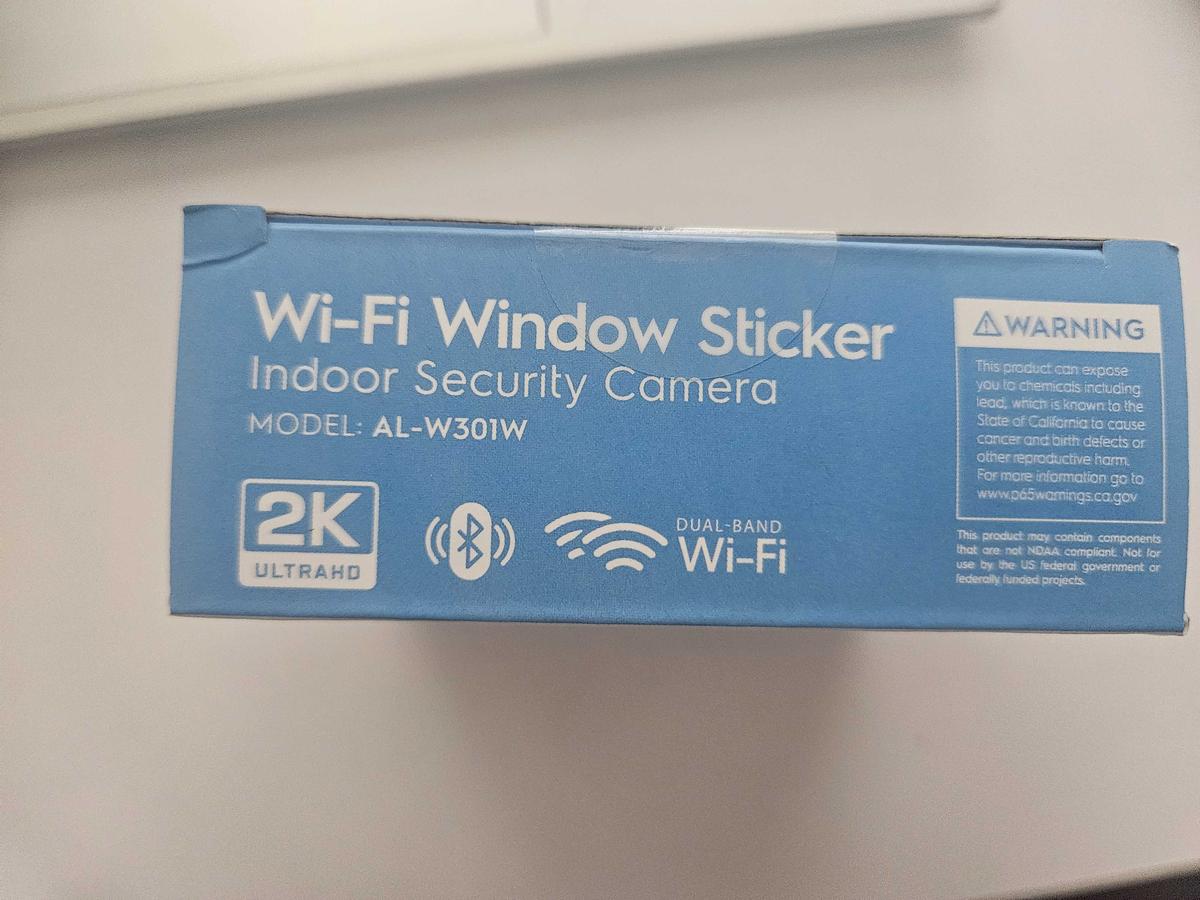 Wi-Fi Window Sticker
Indoor Security Camera
MODEL: AL-W301W
2K
ULTRAHD
DUAL-BAND
Wi-Fi
WARNING
This product can expose
you to chemicals including
lead, which is known to the
State of California to cause
cancer and birth defects or
other reproductive harm.
For more information go to
www.p65warnings.ca.gov
This product may contain components
that are not NDAA compliant. Not for
use by the US federal government or
federally funded projects.